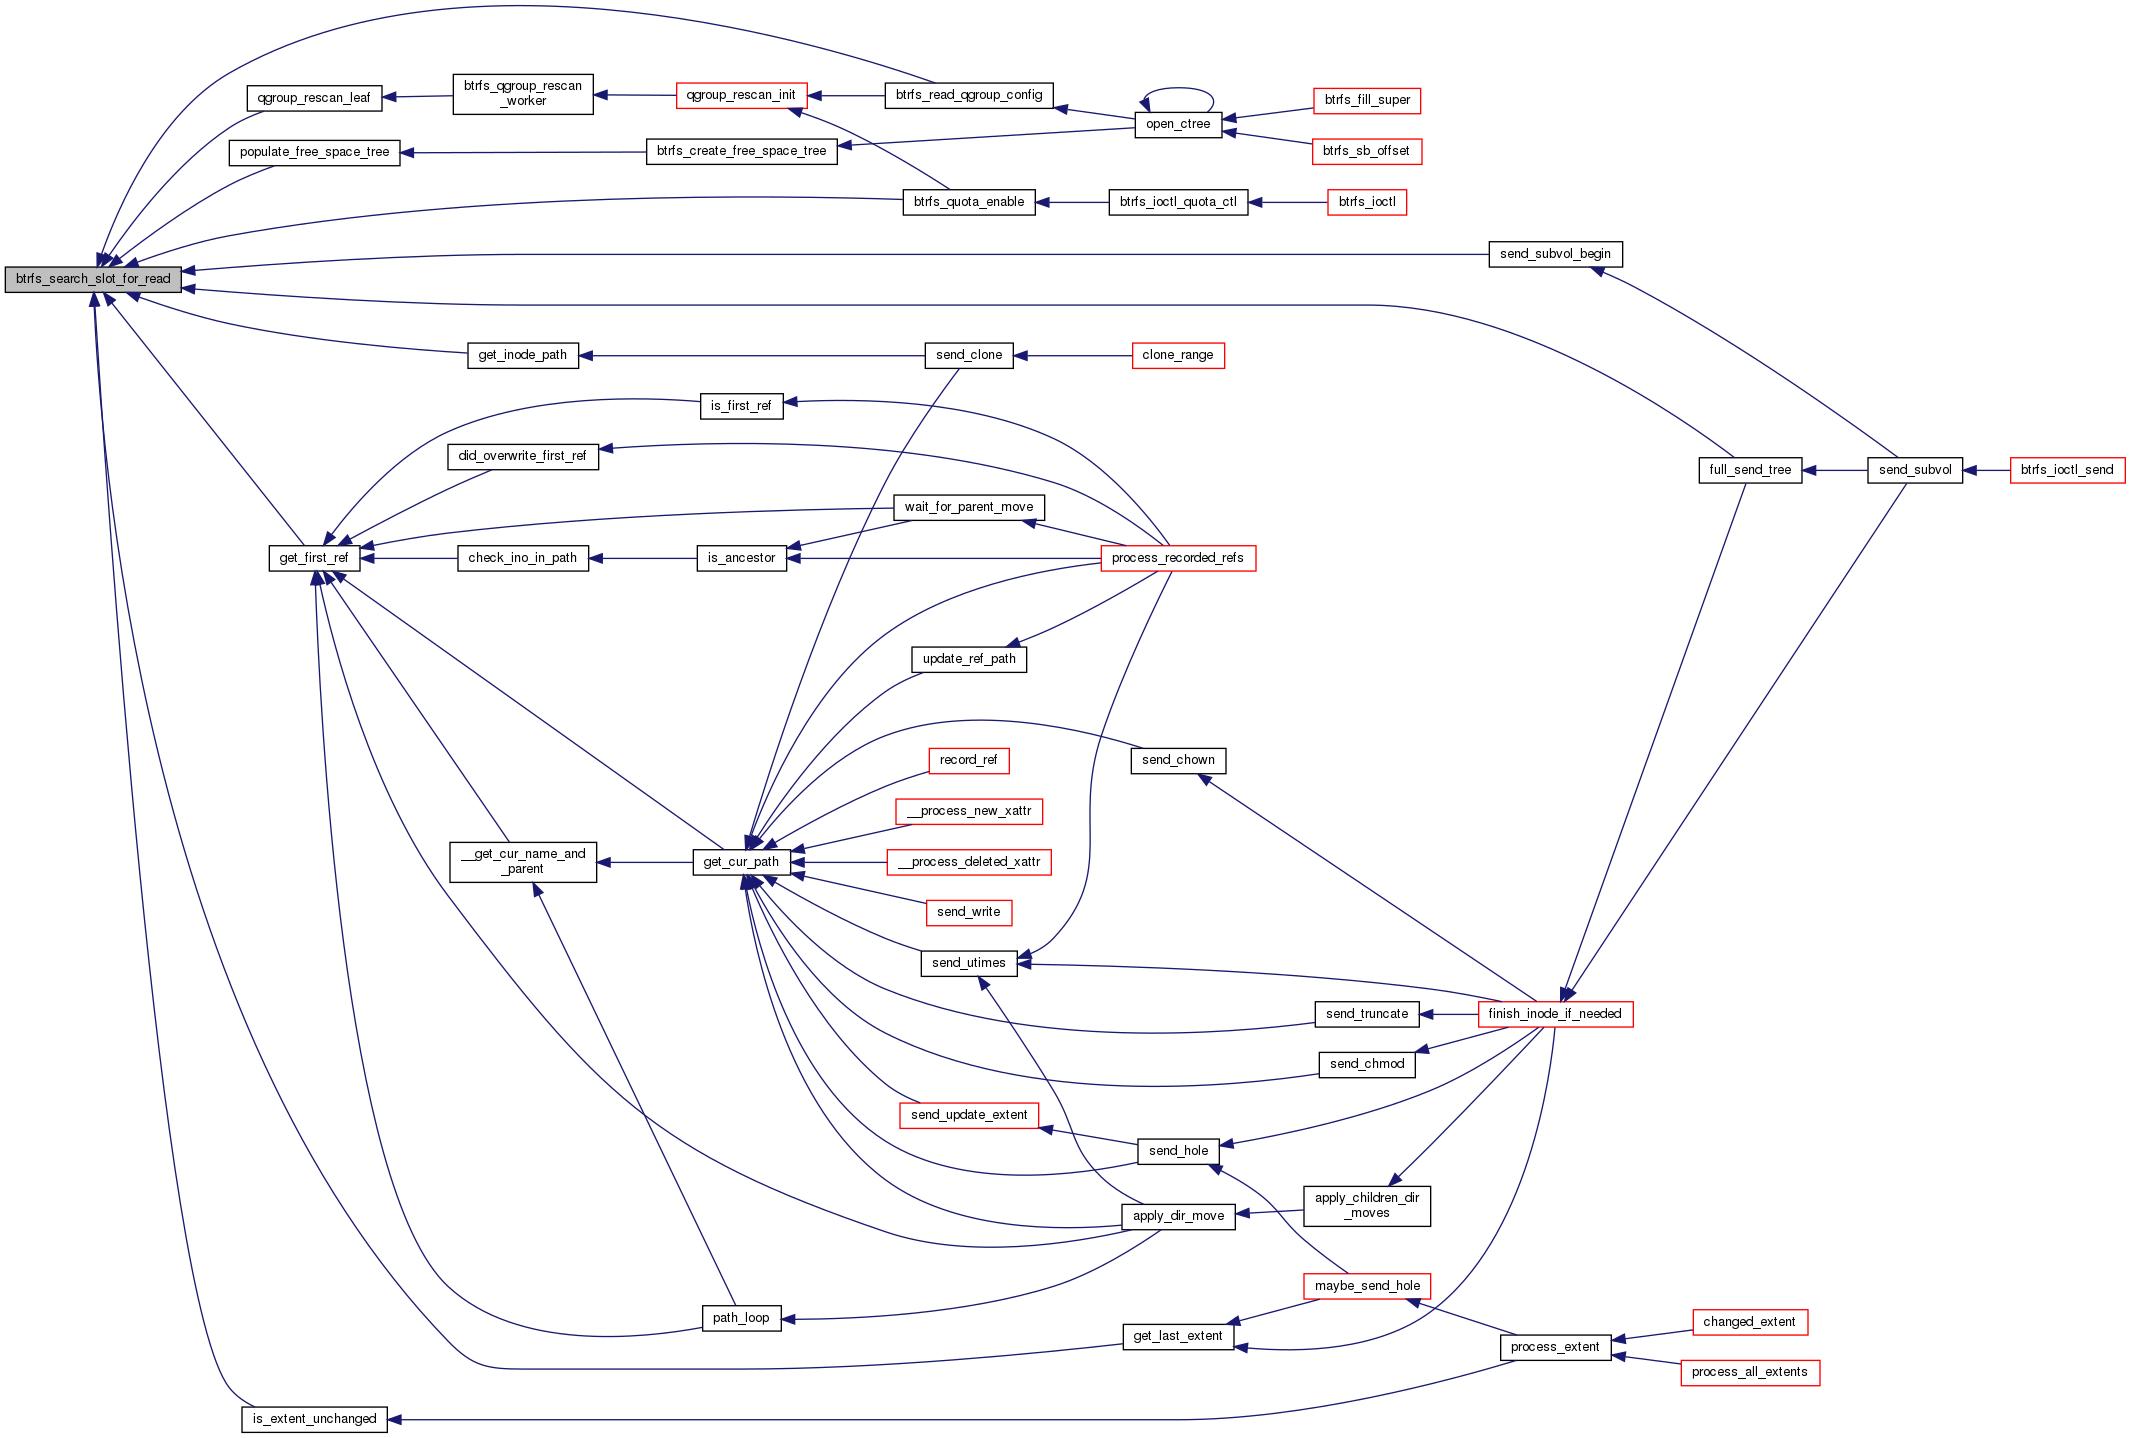 btrfs_search_slot_for_read
qgroup_rescan_leaf
btrfs_qgroup_rescan
_worker
qgroup_rescan_init
btrfs_read_qgroup_config
open_ctree
btrfs_fill_super
btrfs_sb_offset
populate_free_space_tree
btrfs_create_free_space_tree
btrfs_quota_enable
btrfs_ioctl_quota_ctl
btrfs_ioctl
send_subvol_begin
get_inode_path
send_clone
clone_range
is_first_ref
did_overwrite_first_ref
full_send_tree
send_subvol
btrfs_ioctl_send
wait_for_parent_move
get_first_ref
check_ino_in_path
is_ancestor
process_recorded_refs
update_ref_path
send_chown
record_ref
__process_new_xattr
__get_cur_name_and
_parent
get_cur_path
__process_deleted_xattr
send_write
send_utimes
send_truncate
finish_inode_if_needed
send_chmod
send_update_extent
send_hole
apply_children_dir
_moves
apply_dir_move
maybe_send_hole
path_loop
get_last_extent
process_extent
changed_extent
process_all_extents
is_extent_unchanged